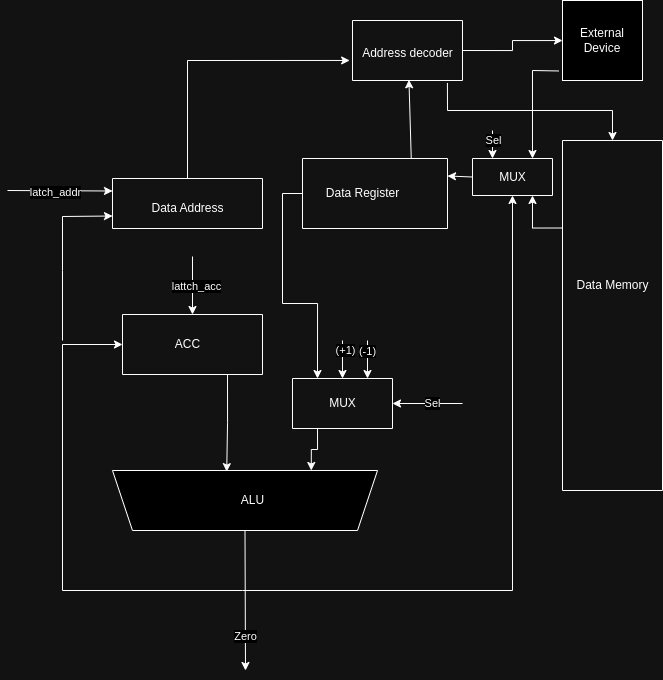 External
Device
Address decoder
Sel
MUX
latch_addr
Data Register
Data Address
Data Memory
lattch_acc
ACC
(+1)
(-1)
MUX
Sel
ALU
Zero